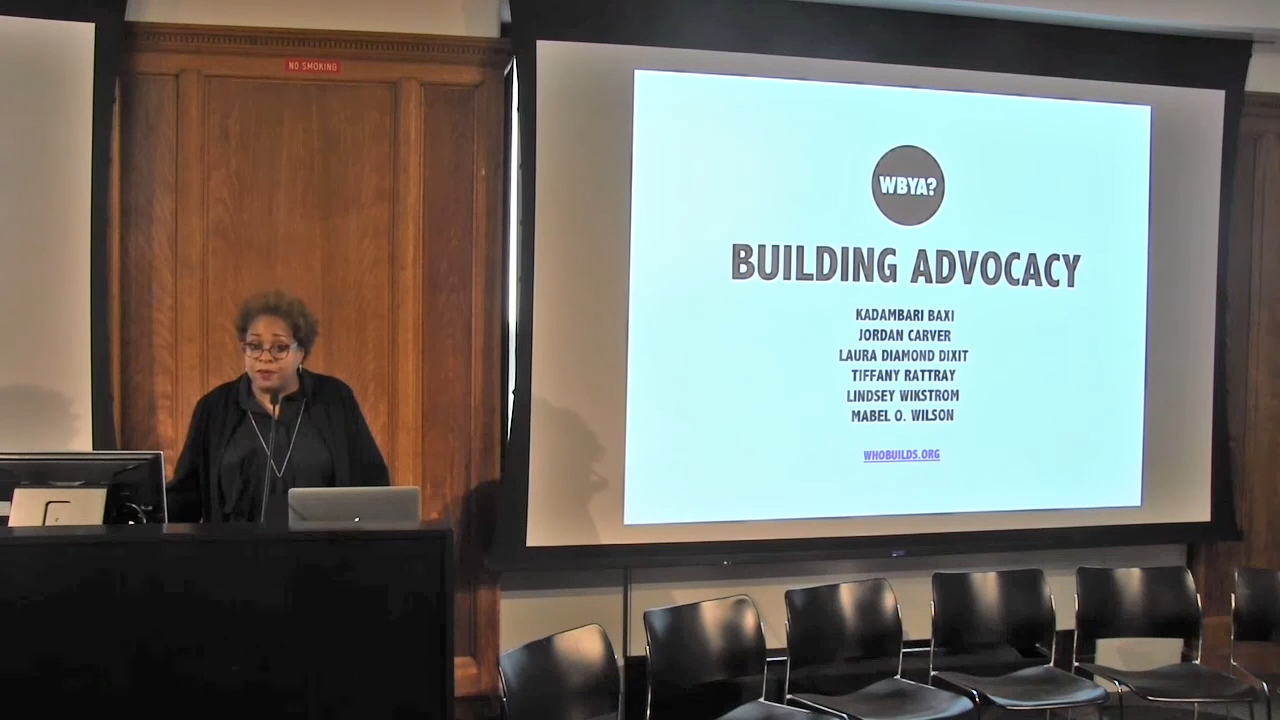 NO SMOKING
WBYA?
BUILDING ADVOCACY
KADAMBARI BAXI
JORDAN CARVER
LAURA DIAMOND DIXIT
TIFFANY RATTRAY
LINDSEY WIKSTROM
MABEL O. WILSON
WHOBUILDS.ORG